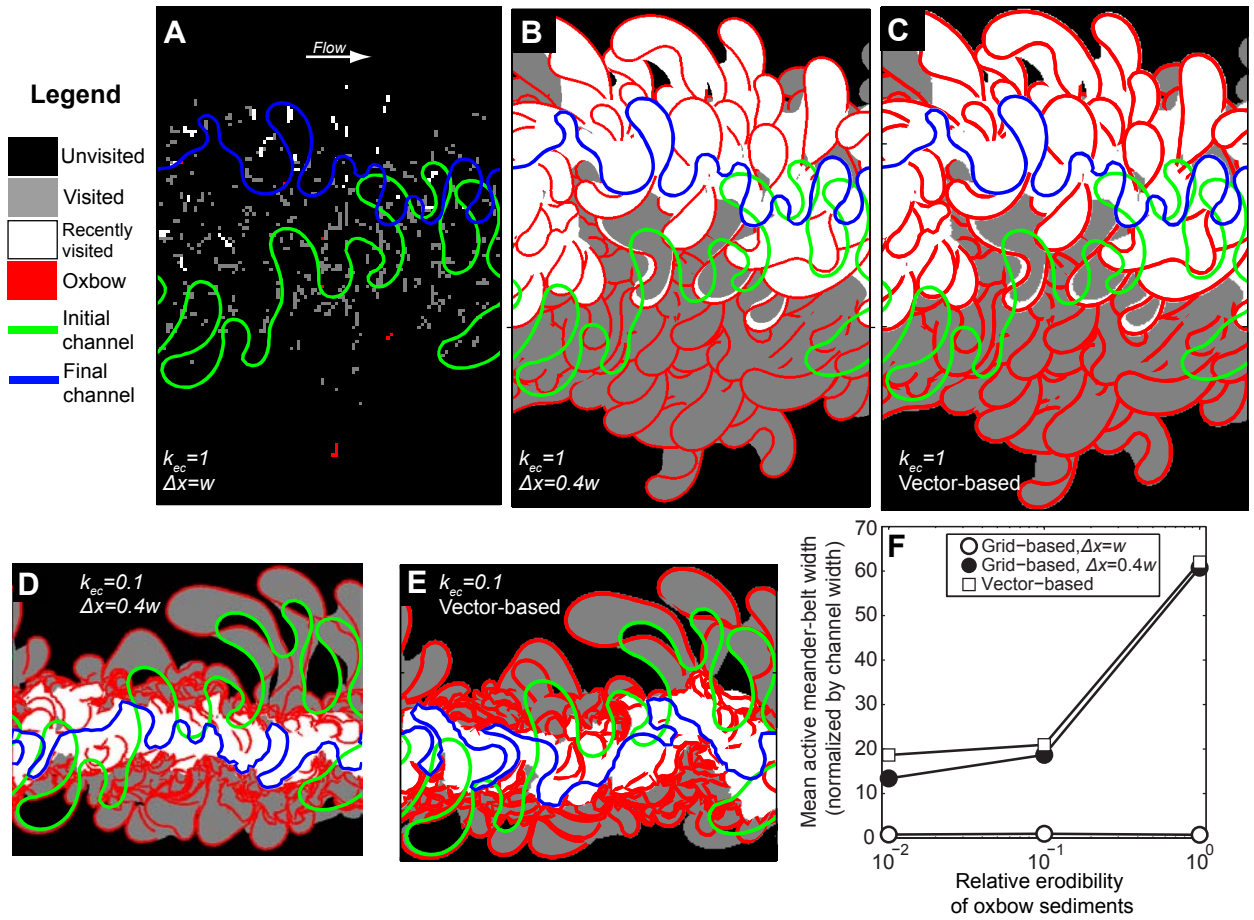 Legend
Unvisited
Visited
Recently
visited
Oxbow
Initial
channel
Final
channel
A
Flow
k_ec=1
Δx=w
B
k_ec=1
Δx=0.4w
C
k_ec=1
Vector-based
D
k_ec=0.1
Δx=0.4w
E
k_ec=0.1
Vector-based
F
Grid−based,Δx=w
Grid−based, Δx=0.4w
Vector−based
Mean active meander-belt width
(normalized by channel width)
70
60
50
40
30
20
10
0
10^−2
10^−1
10^0
Relative erodibility
of oxbow sediments